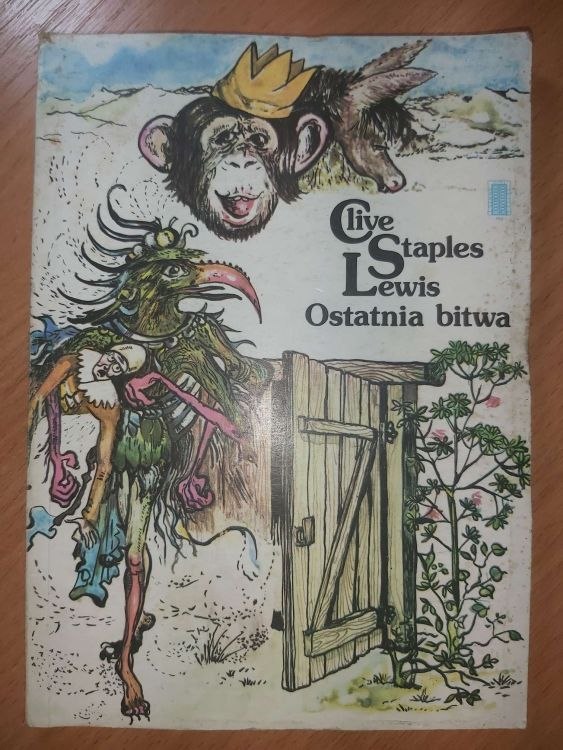 Clive
Staples
Lewis
Ostatnia bitwa